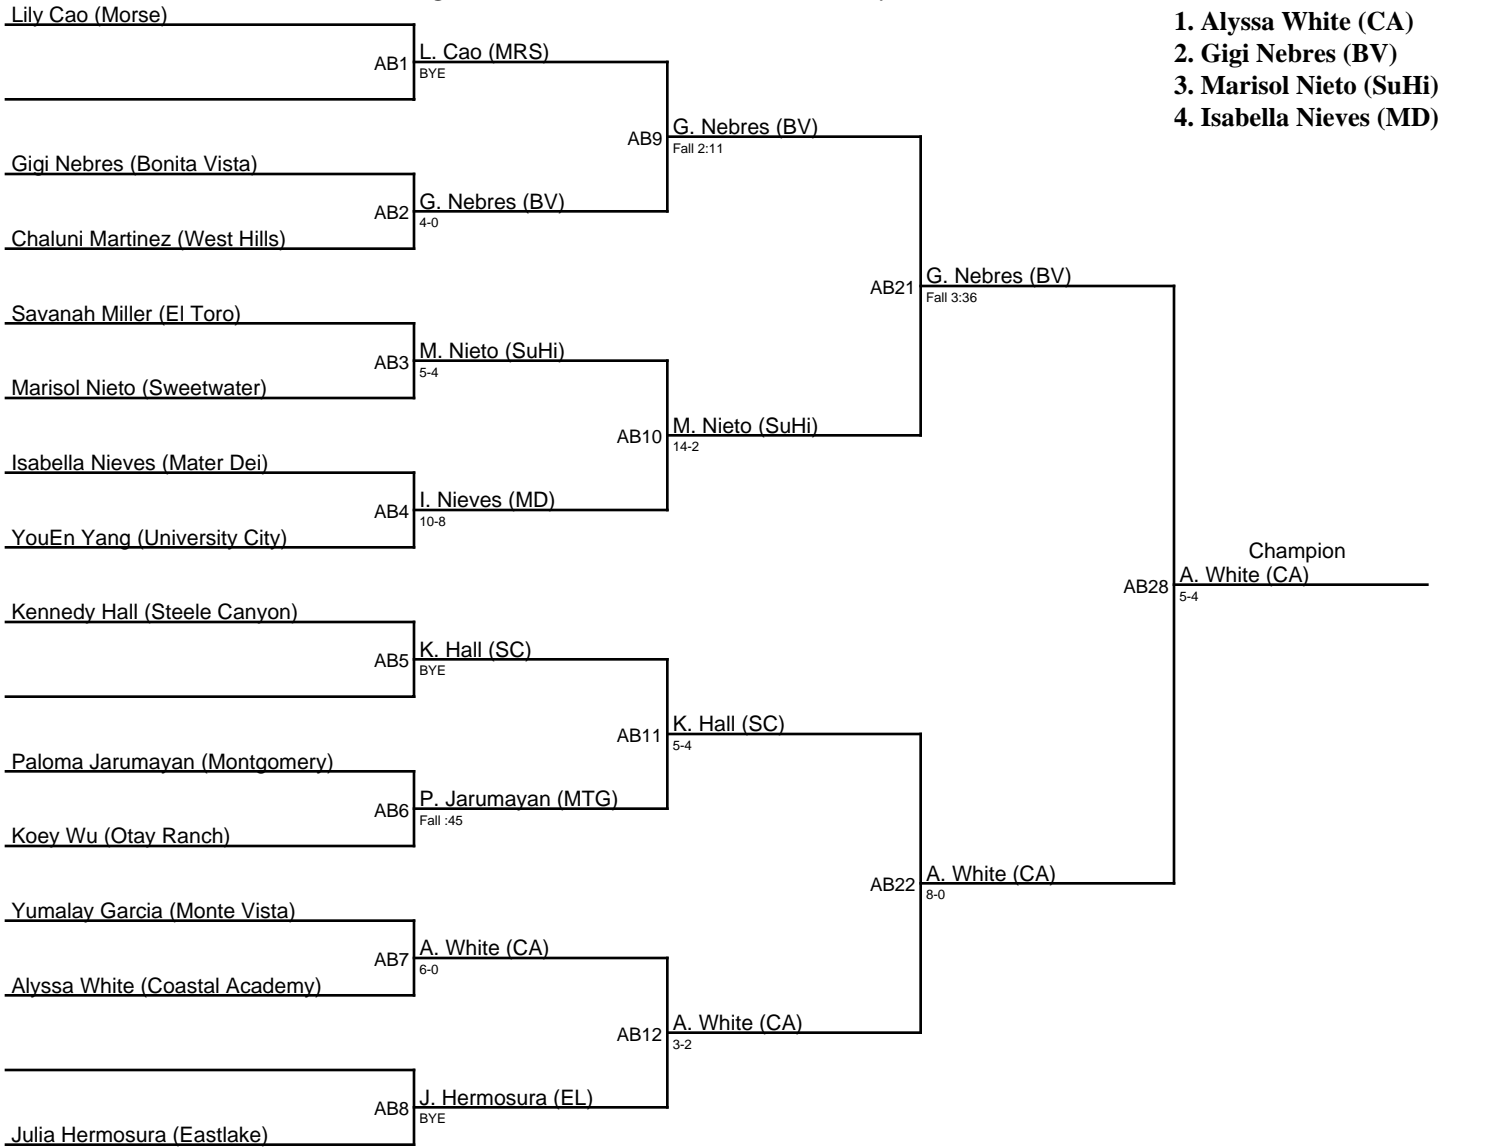 Lily Cao (Morse)
1. Alyssa White (CA)
2. Gigi Nebres (BV)
3. Marisol Nieto (SuHi)
4. Isabella Nieves (MD)
AB1
L. Cao (MRS)
BYE
AB9
G. Nebres (BV)
Fall 2:11
Gigi Nebres (Bonita Vista)
AB2
G. Nebres (BV)
4-0
Chaluni Martinez (West Hills)
AB21
G. Nebres (BV)
Fall 3:36
Savanah Miller (El Toro)
AB3
M. Nieto (SuHi)
5-4
Marisol Nieto (Sweetwater)
AB10
M. Nieto (SuHi)
14-2
Isabella Nieves (Mater Dei)
AB4
I. Nieves (MD)
10-8
YouEn Yang (University City)
Champion
AB28
A. White (CA)
5-4
Kennedy Hall (Steele Canyon)
AB5
K. Hall (SC)
BYE
AB11
K. Hall (SC)
5-4
Paloma Jarumayan (Montgomery)
AB6
P. Jarumayan (MTG)
Fall :45
Koey Wu (Otay Ranch)
AB22
A. White (CA)
8-0
Yumalay Garcia (Monte Vista)
AB7
A. White (CA)
6-0
Alyssa White (Coastal Academy)
AB12
A. White (CA)
3-2
AB8
J. Hermosura (EL)
BYE
Julia Hermosura (Eastlake)